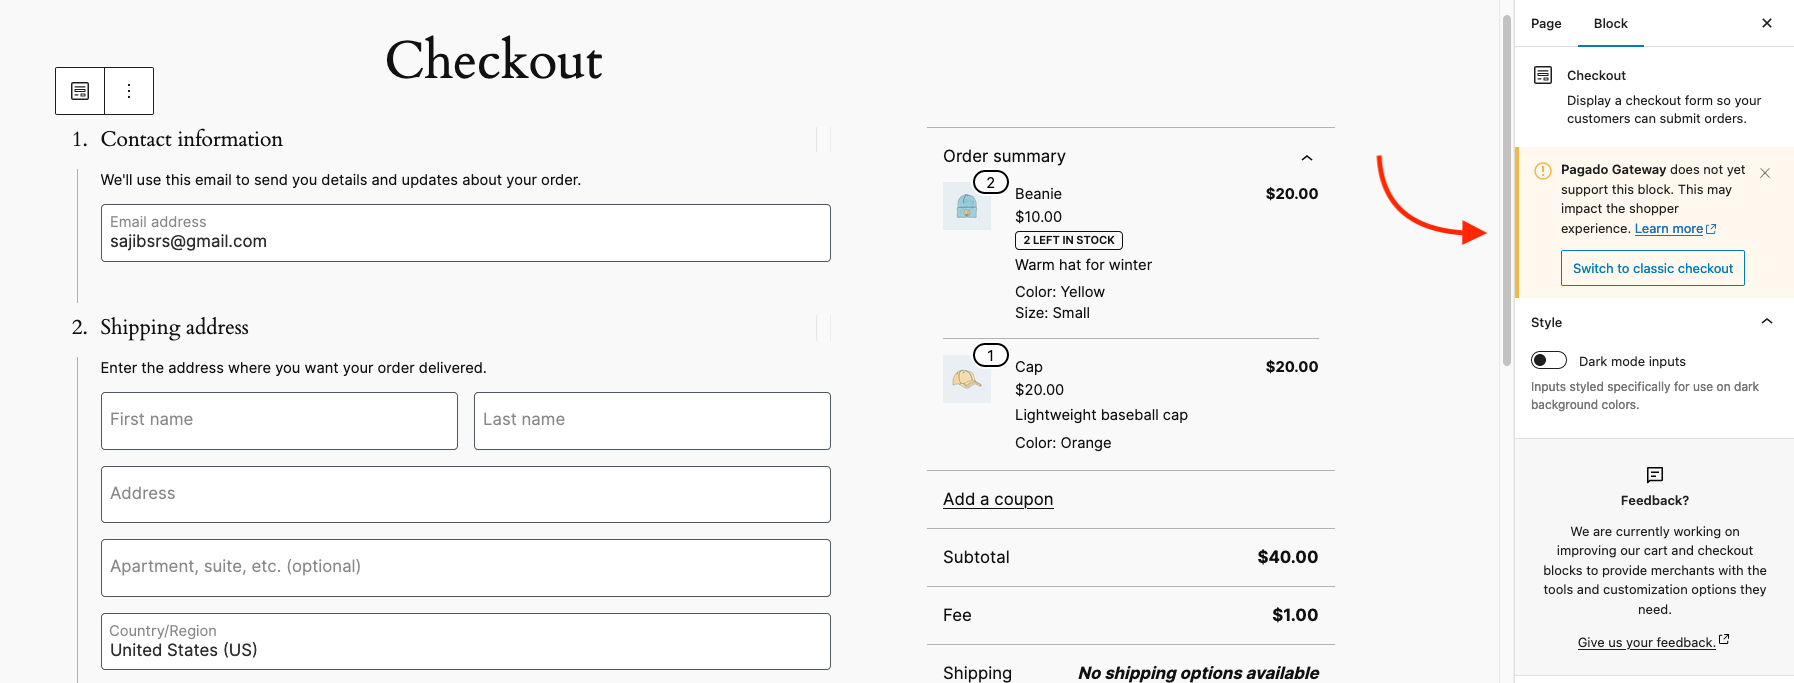 Checkout
1. Contact information
We'll use this email to send you details and updates about your order.
Email address
sajibsrs@gmail.com
2. Shipping address
Enter the address where you want your order delivered.
First name
Last name
Address
Apartment, suite, etc. (optional)
Country/Region
United States (US)
Order summary
2
Beanie
$20.00
$10.00
2 LEFT IN STOCK
Warm hat for winter
Color: Yellow
Size: Small
1
Cap
$20.00
$20.00
Lightweight baseball cap
Color: Orange
Add a coupon
Subtotal
$40.00
Fee
$1.00
Shipping
No shipping options available
Page
Block
Checkout
Display a checkout form so your
customers can submit orders.
Pagado Gateway does not yet
support this block. This may
impact the shopper
experience. Learn more
Switch to classic checkout
Style
Dark mode inputs
Inputs styled specifically for use on dark
background colors.
Feedback?
We are currently working on
improving our cart and checkout
blocks to provide merchants with the
tools and customization options they
need.
Give us your feedback.